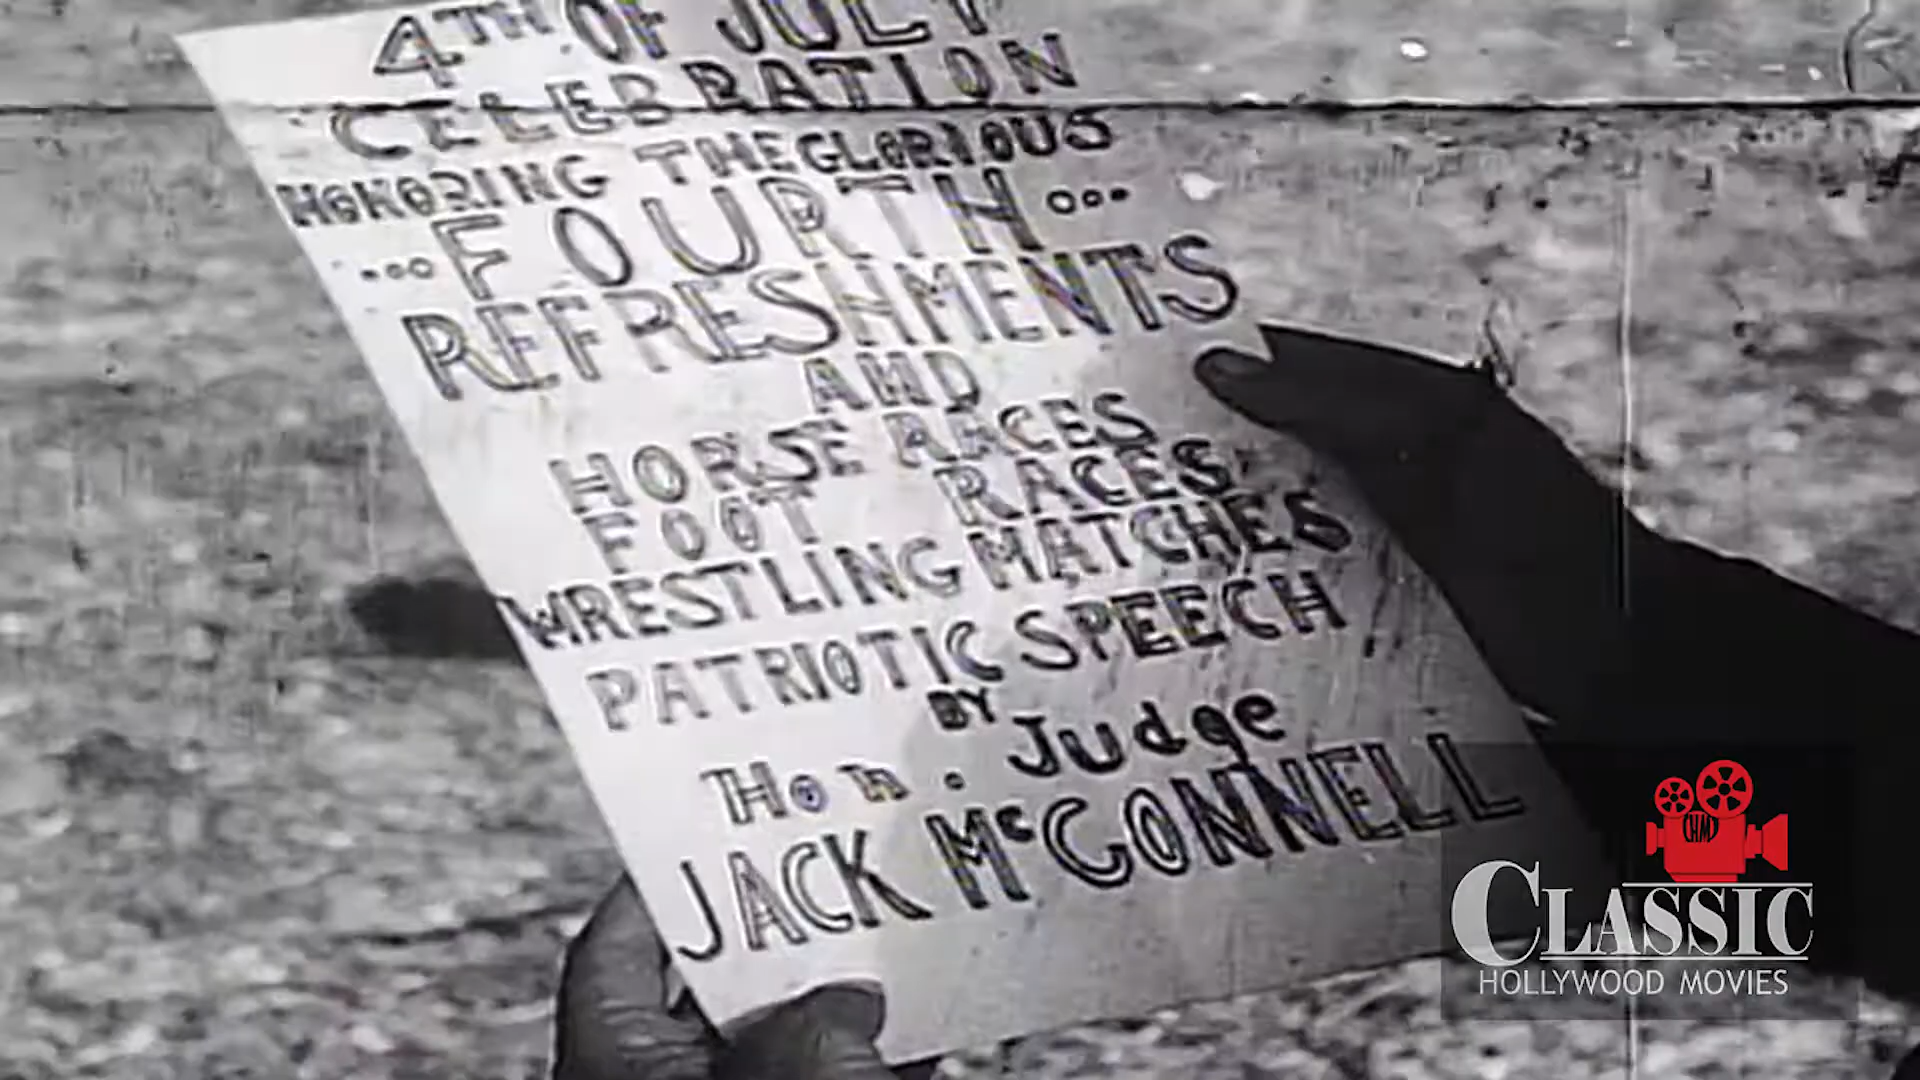 4TH OF JULY
CELEBRATION
HONORING THE GLORIOUS
...FOURTH...
REFRESHMENTS
AND
HORSE RACES
FOOT RACES
WRESTLING MATCHES
PATRIOTIC SPEECH
BY
Hon. Judge
JACK McCONNELL
CHM
CLASSIC
HOLLYWOOD MOVIES